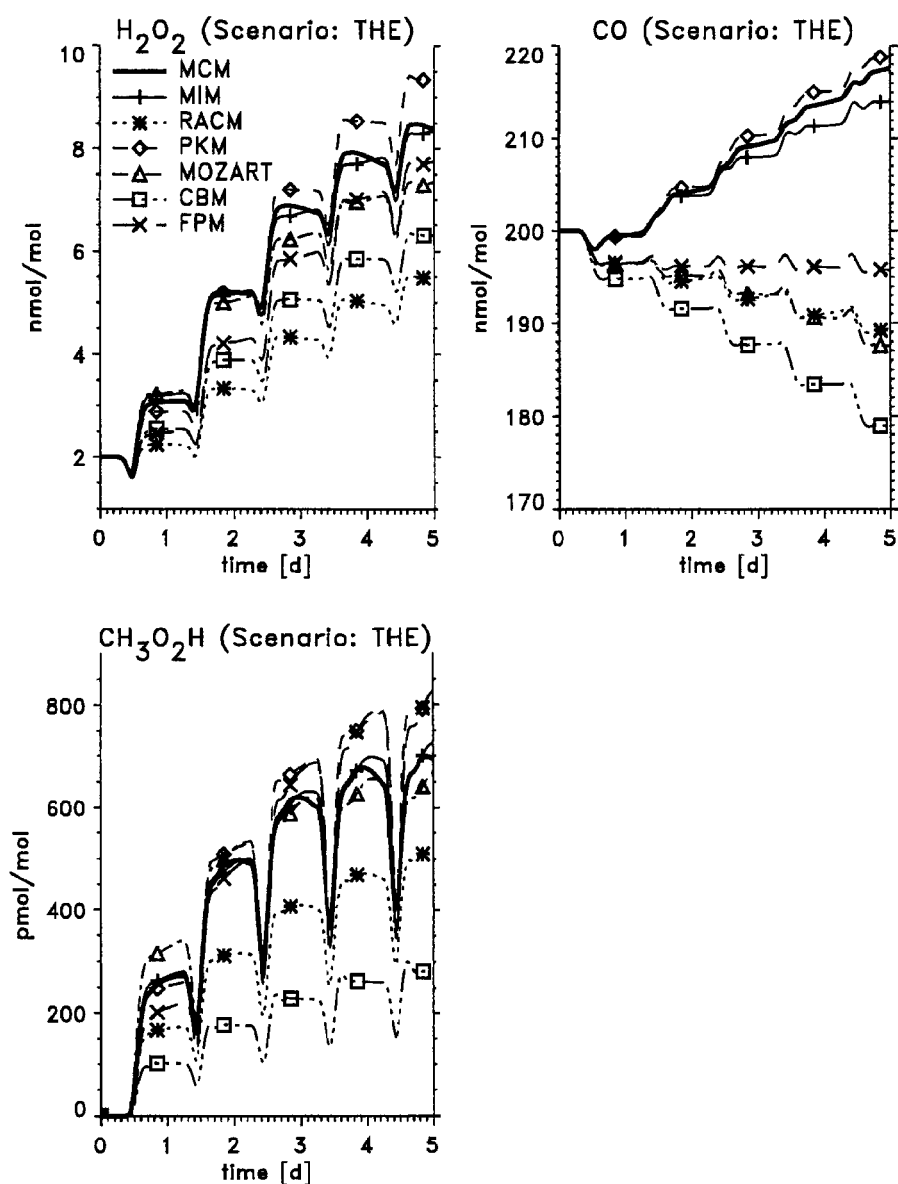 H2O2 (Scenario: THE)
10
8
6
4
2
nmol/mol
MCM
MIM
RACM
PKM
MOZART
CBM
FPM
0 1 2 3 4 5
time [d]
CO (Scenario: THE)
220
210
200
190
180
170
nmol/mol
0 1 2 3 4 5
time [d]
CH3O2H (Scenario: THE)
800
600
400
200
0
pmol/mol
0 1 2 3 4 5
time [d]